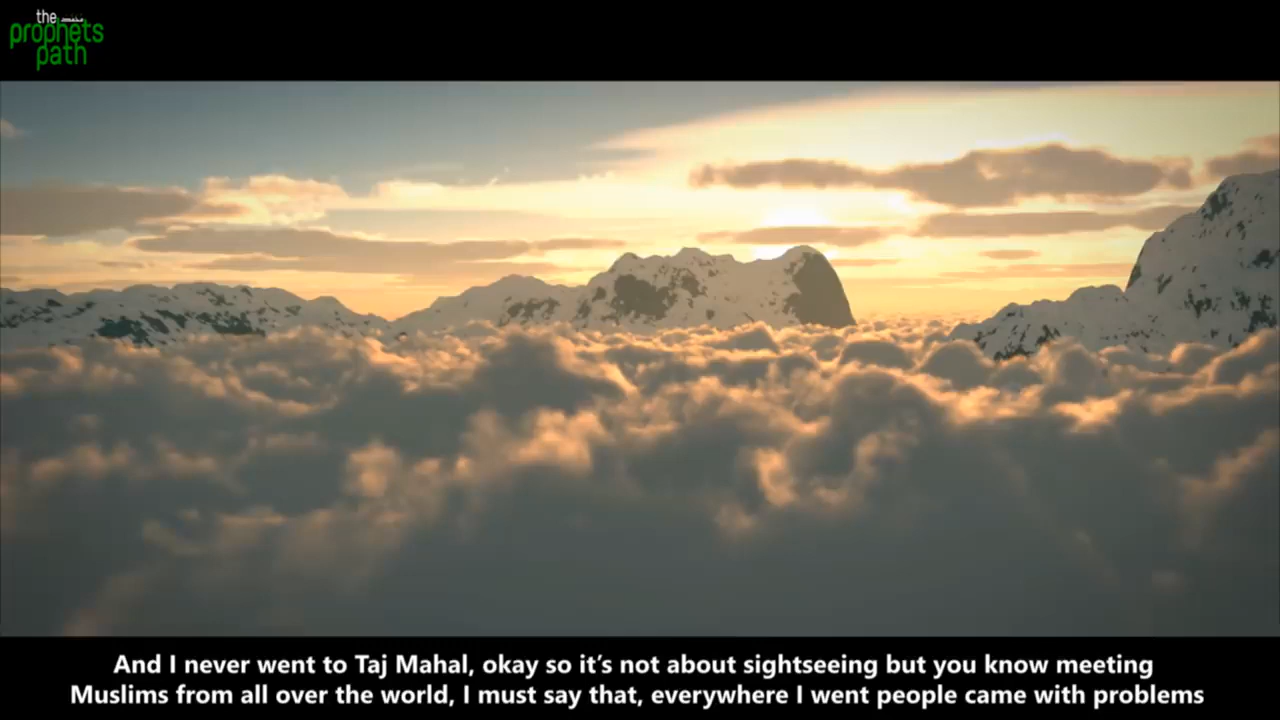 the
prophets
path
And I never went to Taj Mahal, okay so it’s not about sightseeing but you know meeting
Muslims from all over the world, I must say that, everywhere I went people came with problems